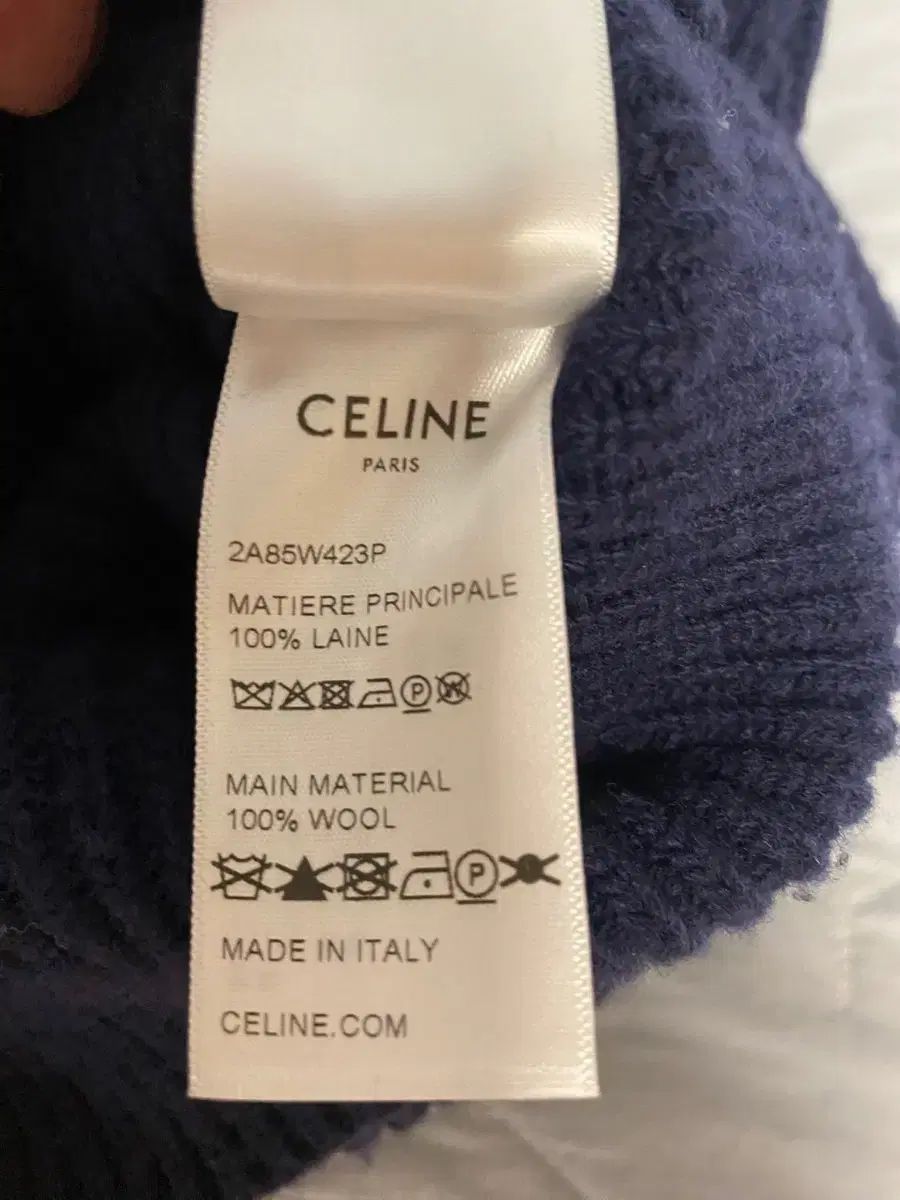 CELINE
PARIS
2A85W423P
MATIERE PRINCIPALE
100% LAINE
MAIN MATERIAL
100% WOOL
MADE IN ITALY
CELINE.COM